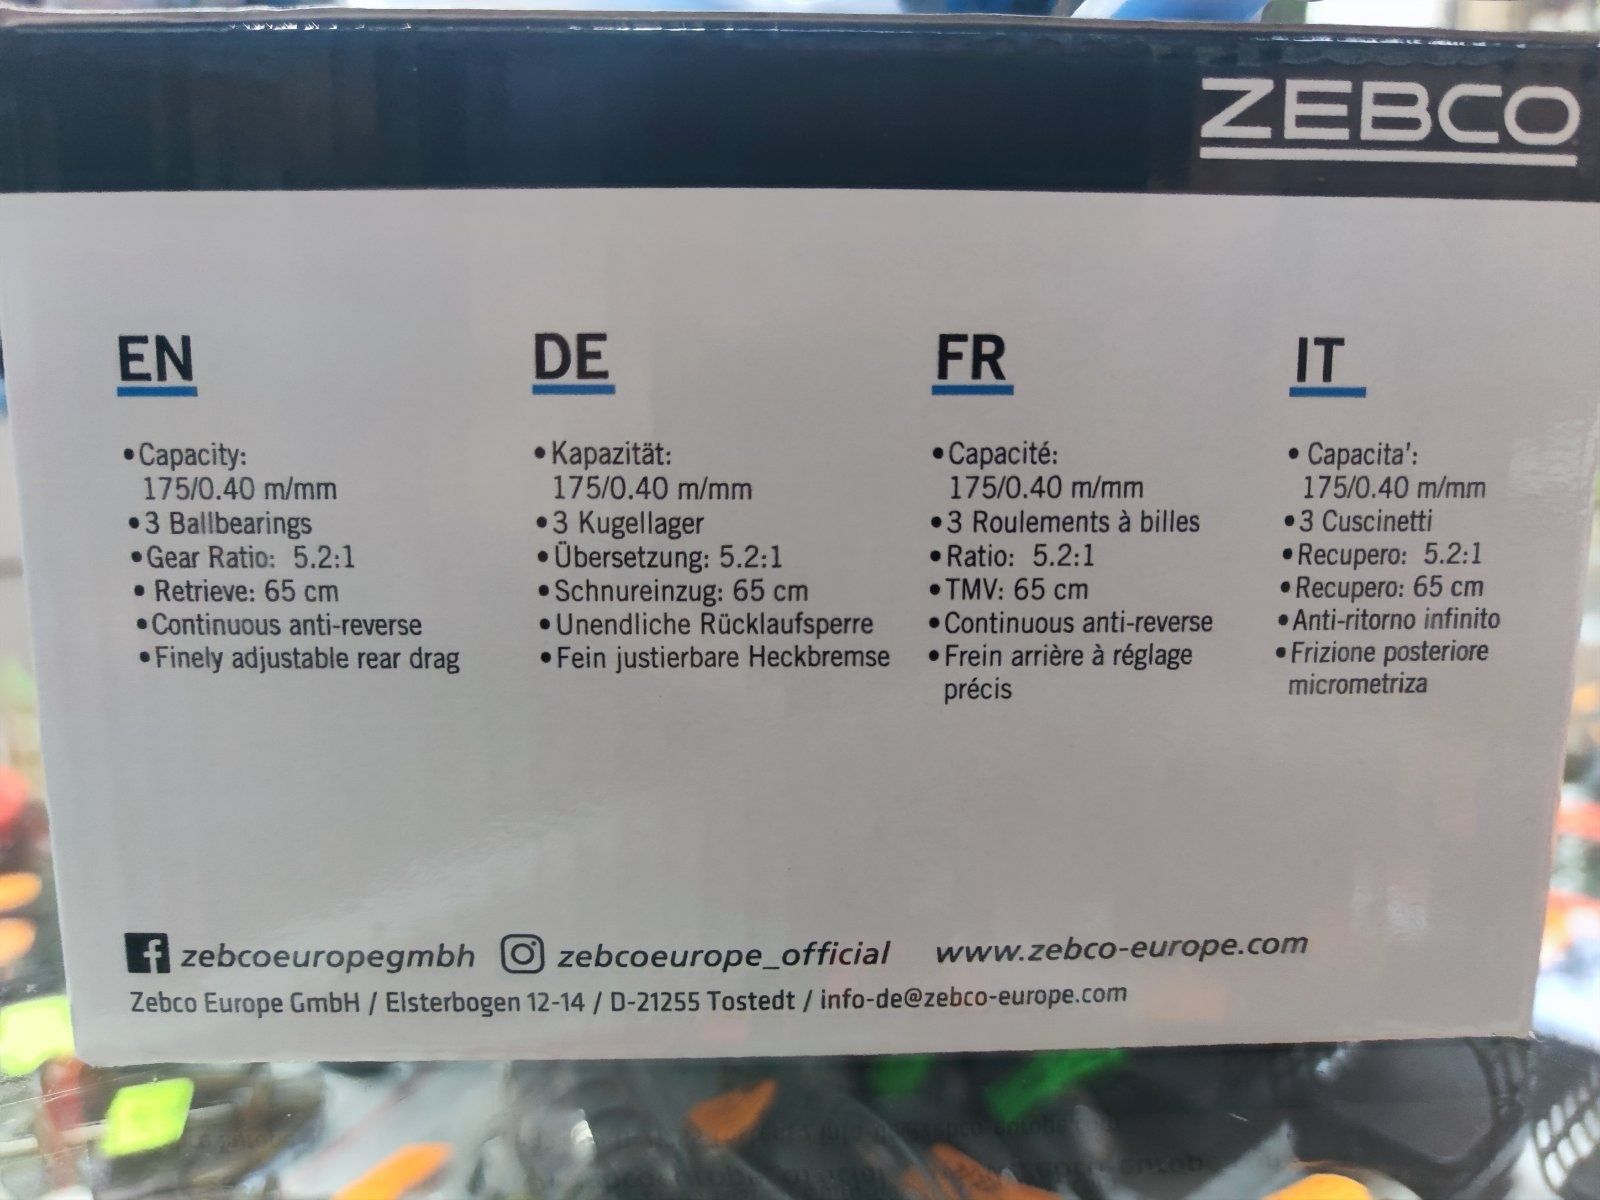 ZEBCO
EN
•Capacity:
175/0.40 m/mm
•3 Ballbearings
•Gear Ratio: 5.2:1
• Retrieve: 65 cm
•Continuous anti-reverse
•Finely adjustable rear drag
DE
•Kapazität:
175/0.40 m/mm
•3 Kugellager
•Übersetzung: 5.2:1
•Schnureinzug: 65 cm
•Unendliche Rücklaufsperre
•Fein justierbare Heckbremse
FR
•Capacité:
175/0.40 m/mm
•3 Roulements à billes
•Ratio: 5.2:1
•TMV: 65 cm
•Continuous anti-reverse
•Frein arrière à réglage
précis
IT
• Capacita':
175/0.40 m/mm
•3 Cuscinetti
•Recupero: 5.2:1
•Recupero: 65 cm
•Anti-ritorno infinito
•Frizione posteriore
micrometriza
zebcoeuropegmbh zebcoeurope_official www.zebco-europe.com
Zebco Europe GmbH / Elsterbogen 12-14 / D-21255 Tostedt / info-de@zebco-europe.com